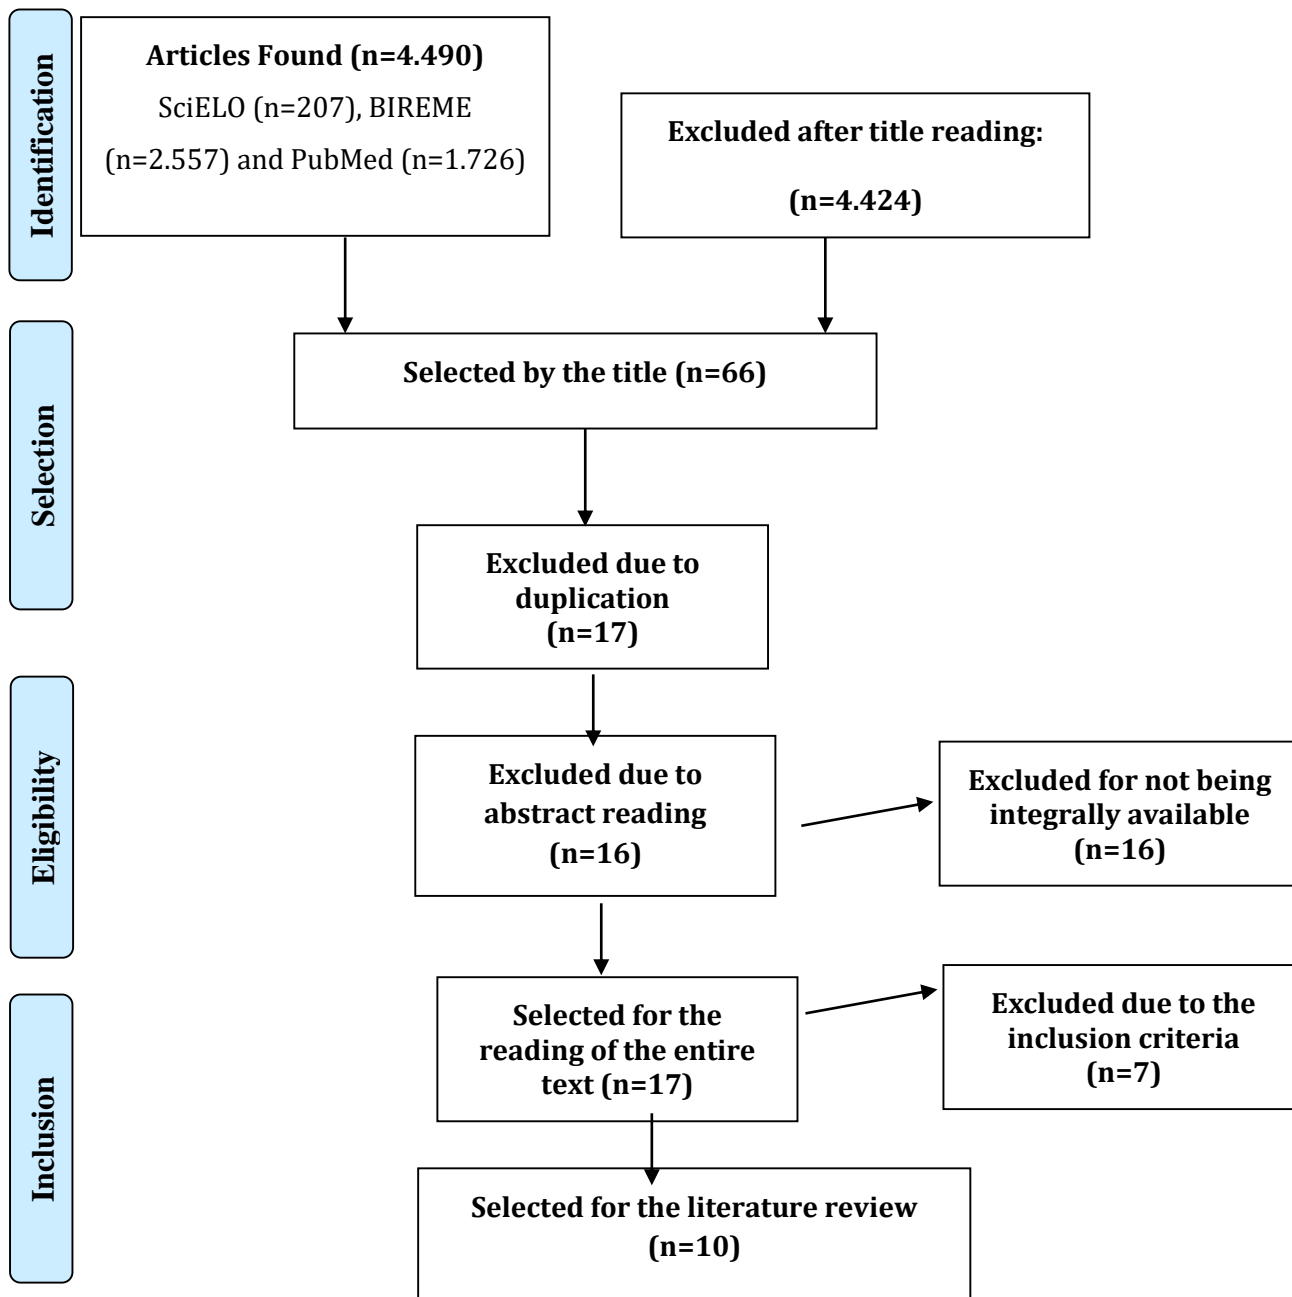 Identification
Articles Found (n=4.490)
SciELO (n=207), BIREME
(n=2.557) and PubMed (n=1.726)
Excluded after title reading:
(n=4.424)
Selection
Selected by the title (n=66)
Excluded due to
duplication
(n=17)
Eligibility
Excluded due to
abstract reading
(n=16)
Excluded for not being
integrally available
(n=16)
Inclusion
Selected for the
reading of the entire
text (n=17)
Excluded due to the
inclusion criteria
(n=7)
Selected for the literature review
(n=10)